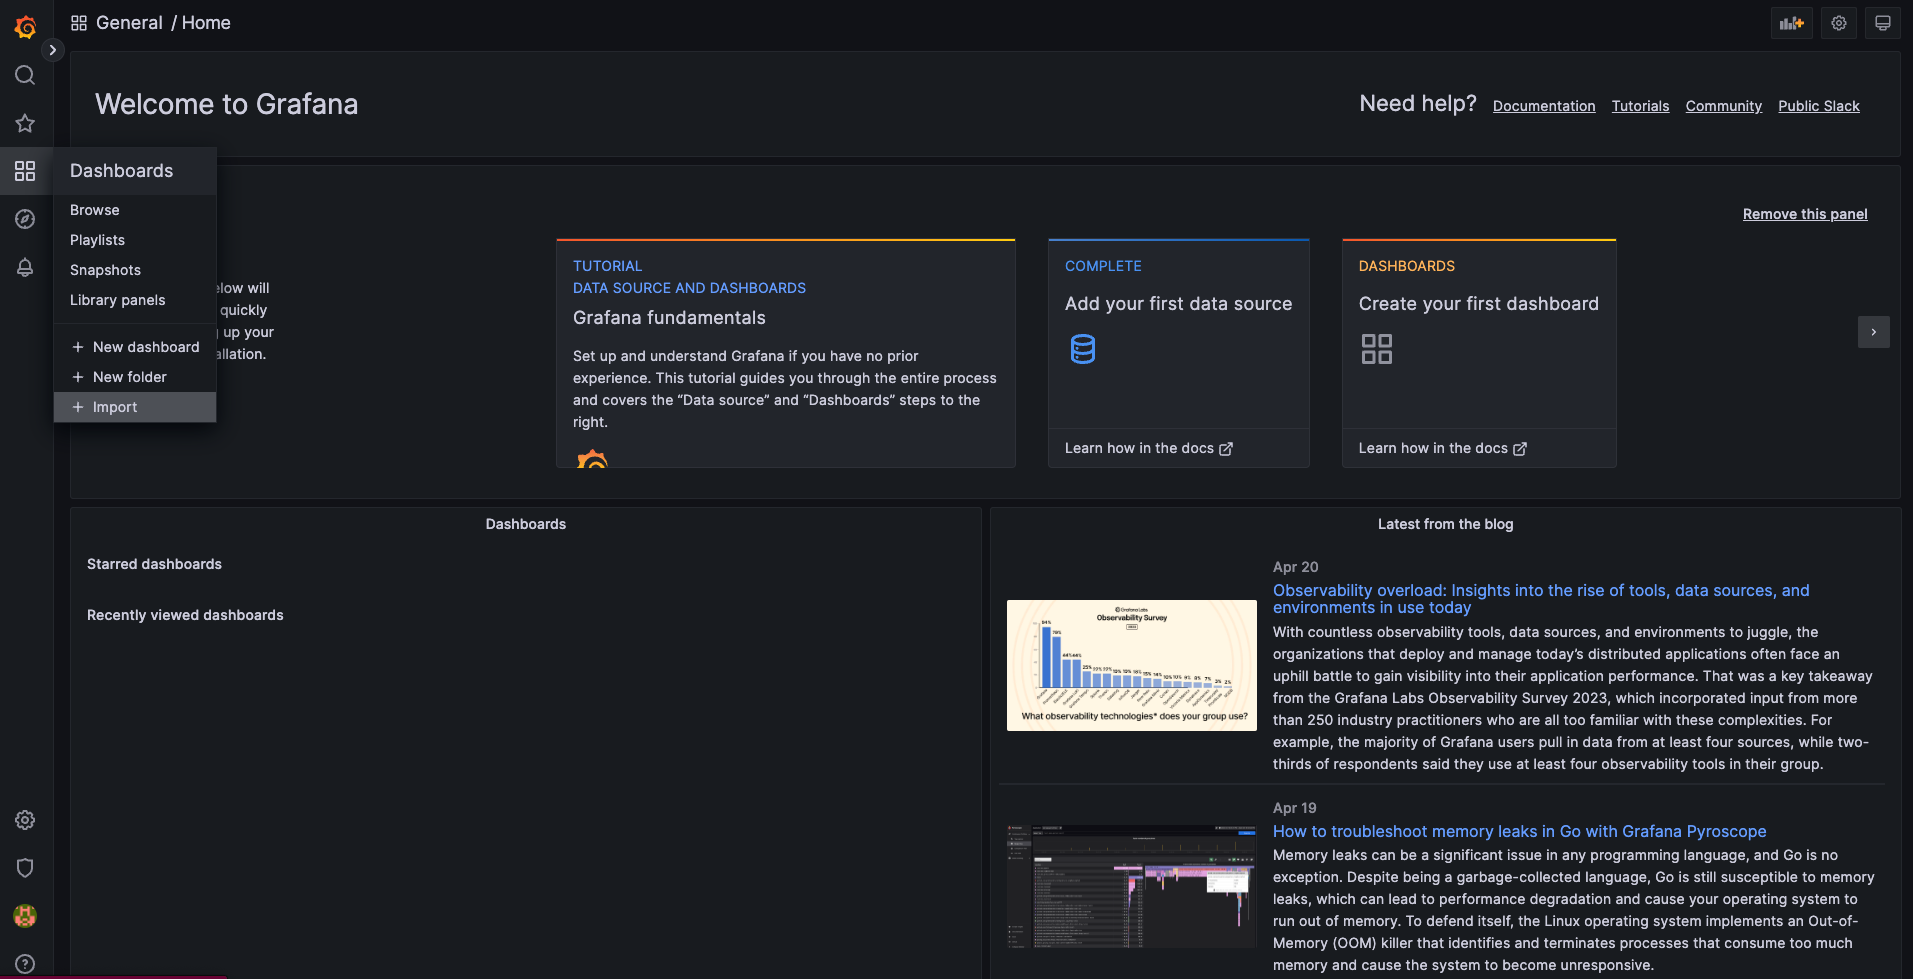 General / Home
Welcome to Grafana
Need help? Documentation Tutorials Community Public Slack
Dashboards
Browse
Playlists
Snapshots
Library panels
New dashboard
New folder
Import
Remove this panel
below will
quickly
up your
TUTORIAL
DATA SOURCE AND DASHBOARDS
Grafana fundamentals
Set up and understand Grafana if you have no prior
experience. This tutorial guides you through the entire process
and covers the “Data source” and “Dashboards” steps to the
right.
COMPLETE
Add your first data source
Learn how in the docs
DASHBOARDS
Create your first dashboard
Learn how in the docs
Dashboards
Starred dashboards
Recently viewed dashboards
Latest from the blog
Grafana Labs
Observability Survey
What observability technologies* does your group use?
Apr 20
Observability overload: Insights into the rise of tools, data sources, and
environments in use today
With countless observability tools, data sources, and environments to juggle, the
organizations that deploy and manage today’s distributed applications often face an
uphill battle to gain visibility into their application performance. That was a key takeaway
from the Grafana Labs Observability Survey 2023, which incorporated input from more
than 250 industry practitioners who are all too familiar with these complexities. For
example, the majority of Grafana users pull in data from at least four sources, while two-
thirds of respondents said they use at least four observability tools in their group.
Apr 19
How to troubleshoot memory leaks in Go with Grafana Pyroscope
Memory leaks can be a significant issue in any programming language, and Go is no
exception. Despite being a garbage-collected language, Go is still susceptible to memory
leaks, which can lead to performance degradation and cause your operating system to
run out of memory. To defend itself, the Linux operating system implements an Out-of-
Memory (OOM) killer that identifies and terminates processes that consume too much
memory and cause the system to become unresponsive.